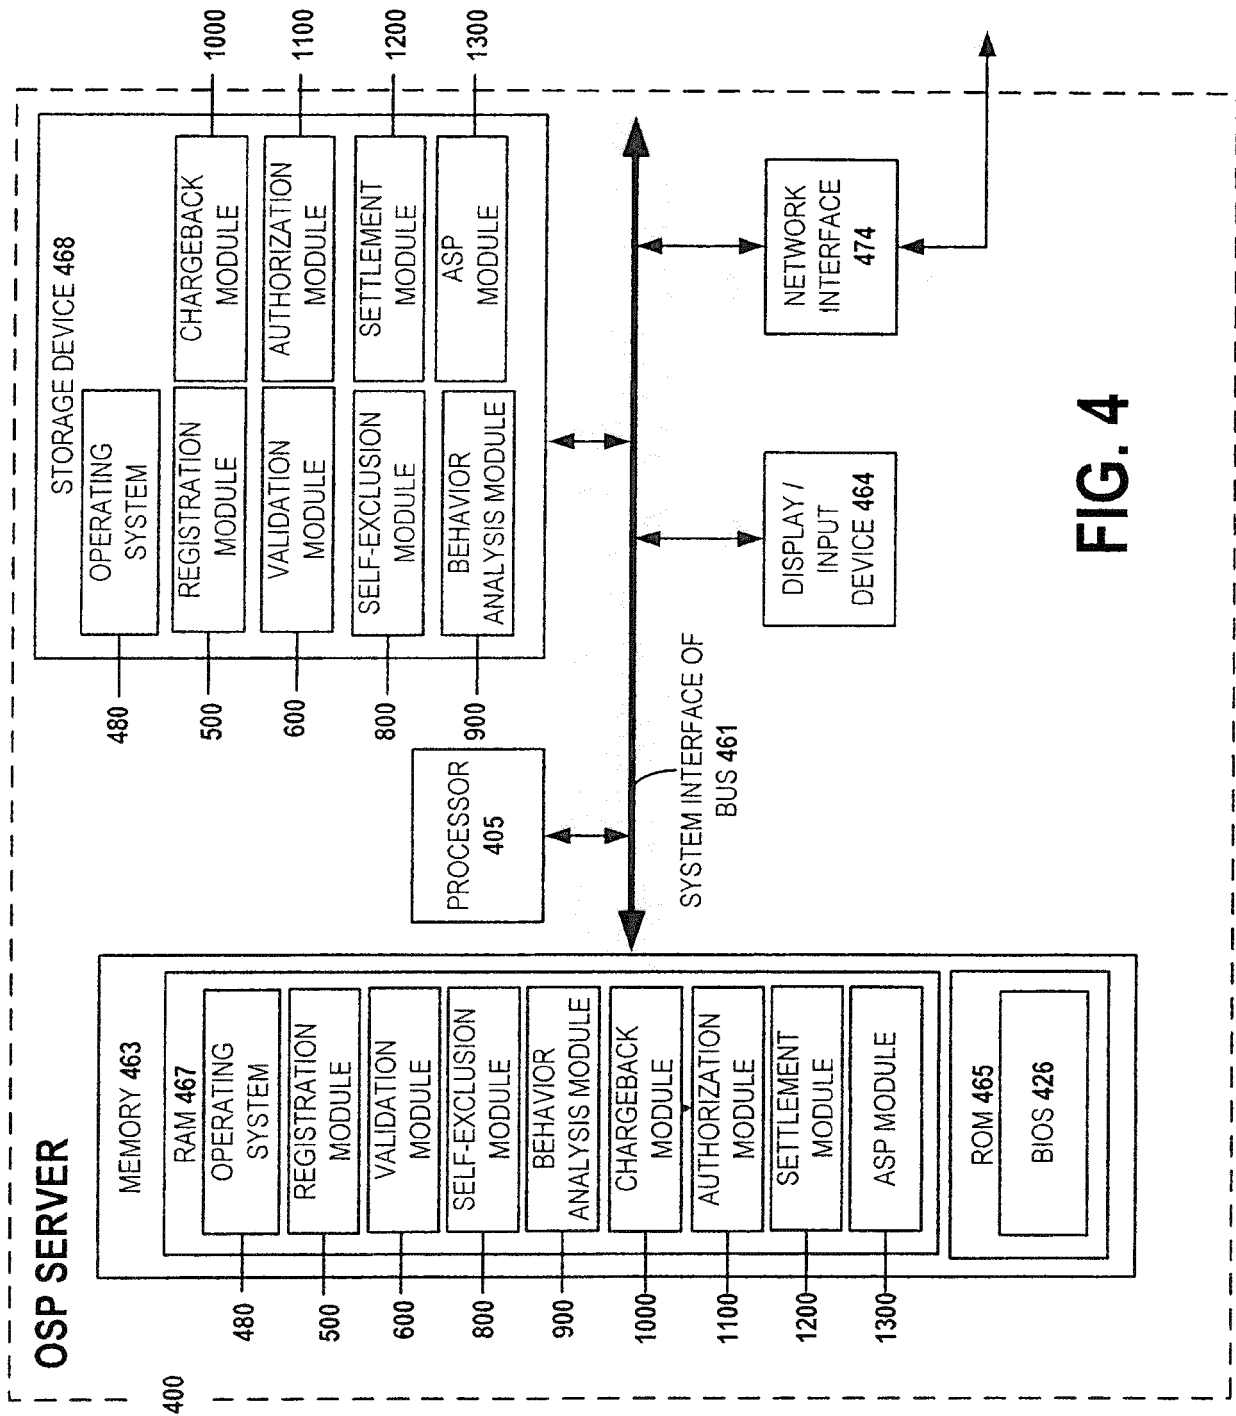 OSP SERVER
400
MEMORY 463
RAM 467
OPERATING
SYSTEM
REGISTRATION
MODULE
VALIDATION
MODULE
SELF-EXCLUSION
MODULE
BEHAVIOR
ANALYSIS MODULE
CHARGEBACK
MODULE
AUTHORIZATION
MODULE
SETTLEMENT
MODULE
ASP MODULE
480
500
600
800
900
1000
1100
1200
1300
ROM 465
BIOS 426
PROCESSOR
405
SYSTEM INTERFACE OF
BUS 461
STORAGE DEVICE 468
OPERATING
SYSTEM
REGISTRATION
MODULE
VALIDATION
MODULE
SELF-EXCLUSION
MODULE
BEHAVIOR
ANALYSIS MODULE
480
500
600
800
900
CHARGEBACK
MODULE
AUTHORIZATION
MODULE
SETTLEMENT
MODULE
ASP
MODULE
1000
1100
1200
1300
DISPLAY /
INPUT
DEVICE 464
NETWORK
INTERFACE
474
FIG. 4